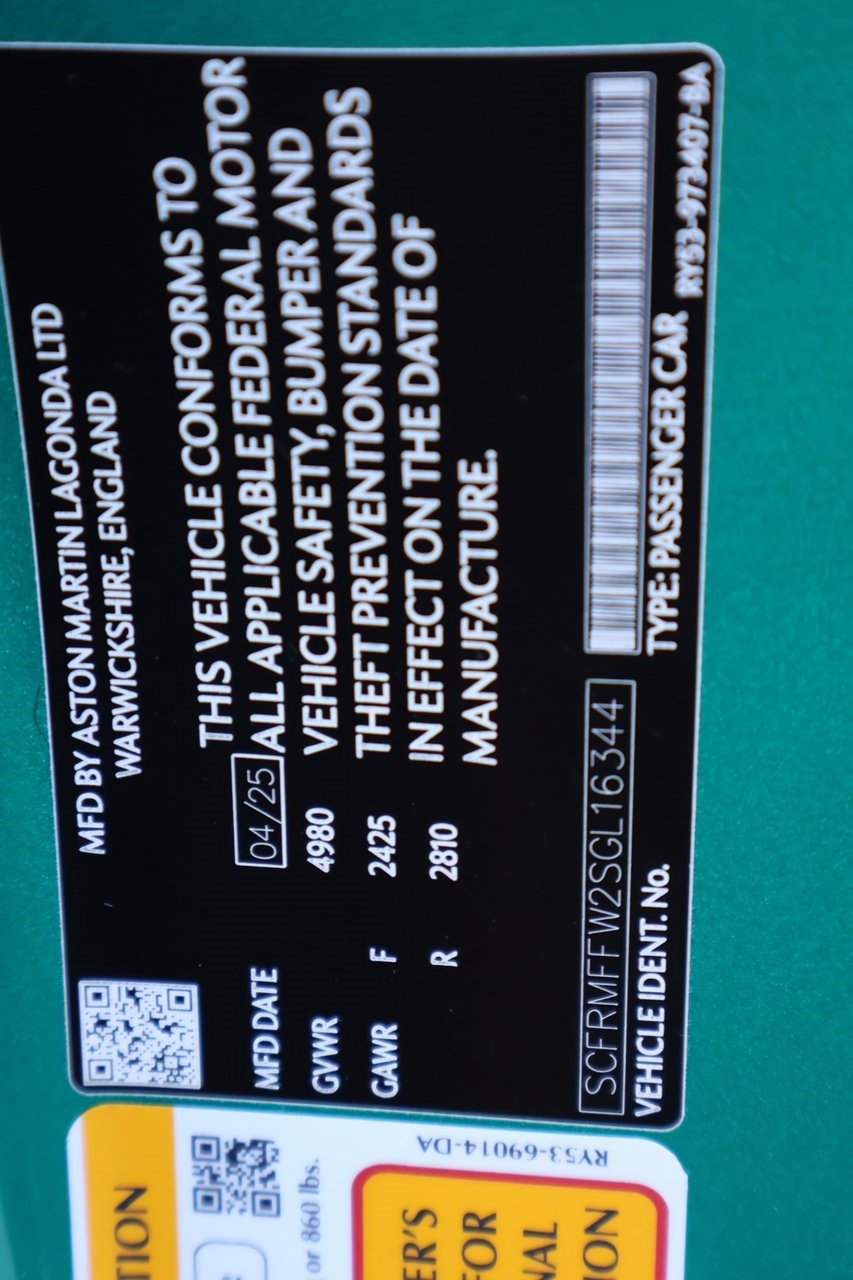 MFD BY ASTON MARTIN LAGONDA LTD
WARWICKSHIRE, ENGLAND
THIS VEHICLE CONFORMS TO
MFD DATE 04/25 ALL APPLICABLE FEDERAL MOTOR
GVWR 4980 VEHICLE SAFETY, BUMPER AND
GAWR F 2425 THEFT PREVENTION STANDARDS
R 2810 IN EFFECT ON THE DATE OF
MANUFACTURE.
SCFRMFFW2SGL16344
VEHICLE IDENT. No. TYPE: PASSENGER CAR RY53-973407-BA
TION
or 860 lbs.
RY53-69014-DA
ER'S
FOR
NAL
ION